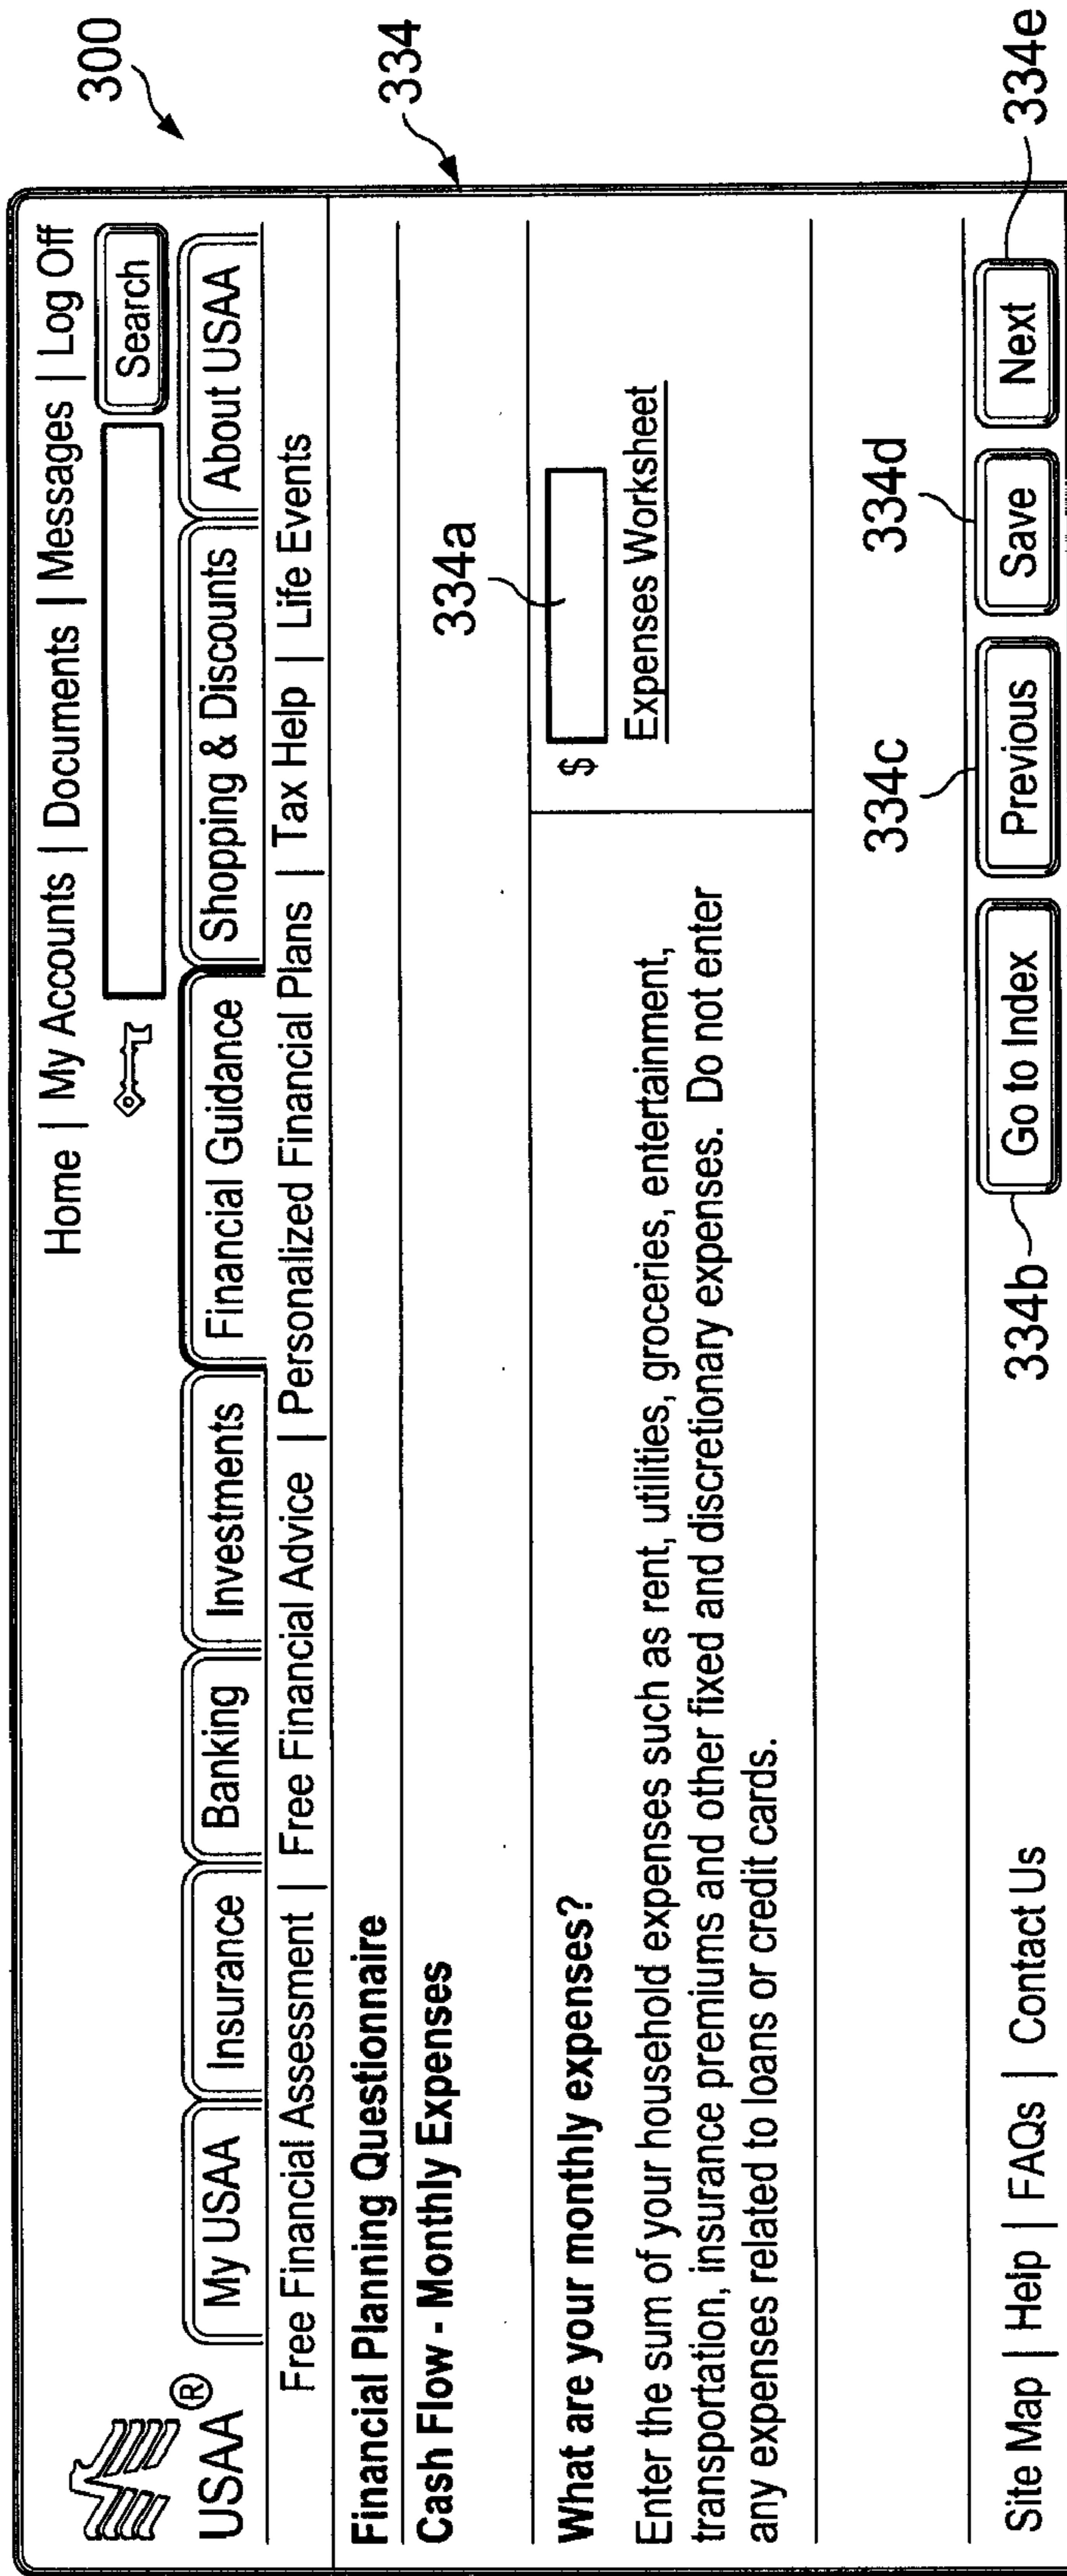 300
334
Home | My Accounts | Documents | Messages | Log Off
Search
USAA®
My USAA Insurance Banking Investments Financial Guidance Shopping & Discounts About USAA
Free Financial Assessment | Free Financial Advice | Personalized Financial Plans | Tax Help | Life Events
Financial Planning Questionnaire
Cash Flow - Monthly Expenses
334a
What are your monthly expenses?
$
Enter the sum of your household expenses such as rent, utilities, groceries, entertainment,
transportation, insurance premiums and other fixed and discretionary expenses. Do not enter
any expenses related to loans or credit cards.
Expenses Worksheet
334c
334d
Site Map | Help | FAQs | Contact Us
334b
Go to Index Previous Save Next
334e